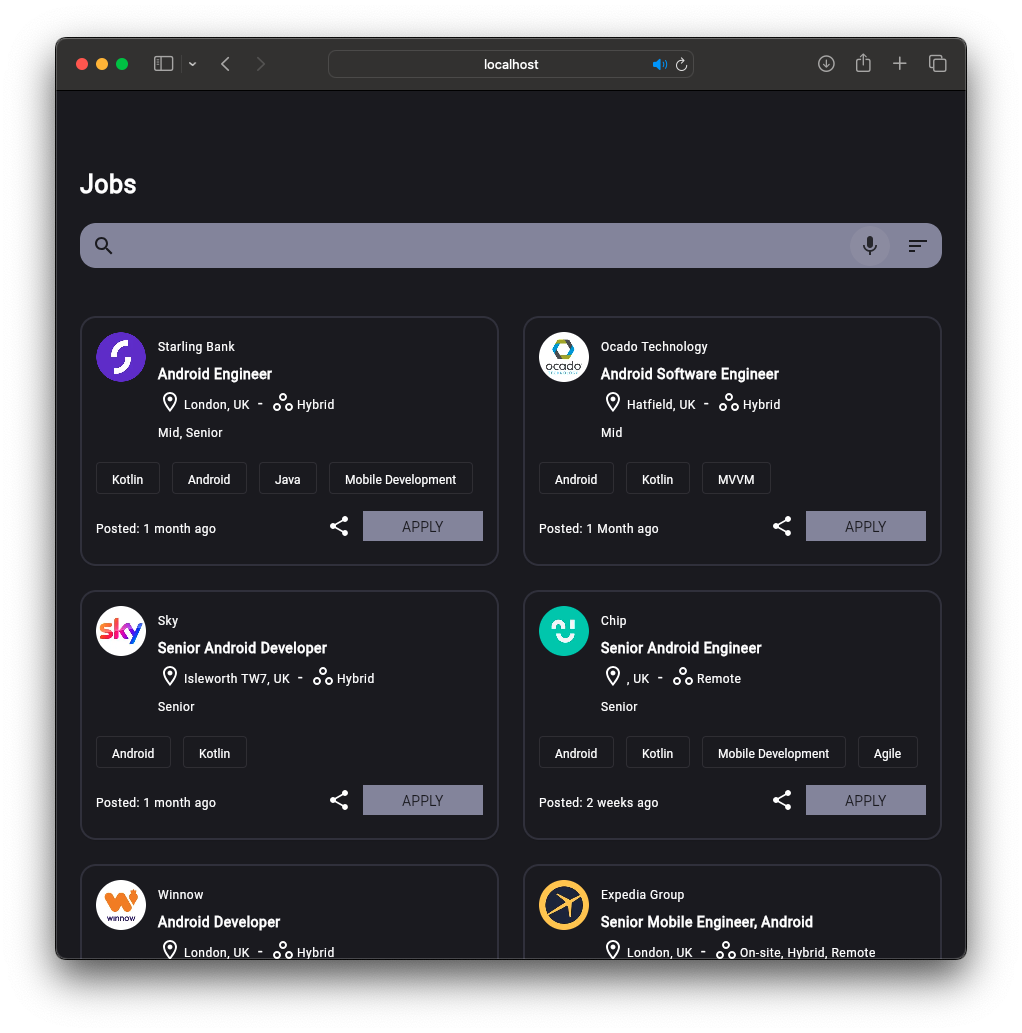 localhost
Jobs
Starling Bank
Android Engineer
London, UK - Hybrid
Mid, Senior
Kotlin Android Java Mobile Development
Posted: 1 month ago APPLY
ocado
Ocado Technology
Android Software Engineer
Hatfield, UK - Hybrid
Mid
Android Kotlin MVVM
Posted: 1 Month ago APPLY
sky
Sky
Senior Android Developer
Isleworth TW7, UK - Hybrid
Senior
Android Kotlin
Posted: 1 month ago APPLY
Chip
Senior Android Engineer
, UK - Remote
Senior
Android Kotlin Mobile Development Agile
Posted: 2 weeks ago APPLY
winnow
Winnow
Android Developer
London, UK - Hybrid
Expedia Group
Senior Mobile Engineer, Android
London, UK - On-site, Hybrid, Remote